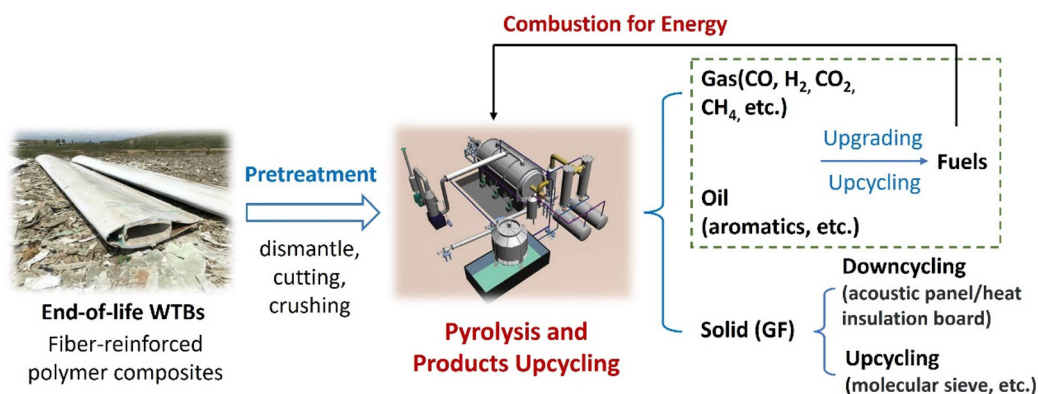 Combustion for Energy
End-of-life WTBs
Fiber-reinforced
polymer composites
Pretreatment
dismantle,
cutting,
crushing
Pyrolysis and
Products Upcycling
Gas(CO, H₂, CO₂,
CH₄, etc.)
Upgrading
Upcycling
Fuels
Oil
(aromatics, etc.)
Solid (GF)
Downcycling
(acoustic panel/heat
insulation board)
Upcycling
(molecular sieve, etc.)